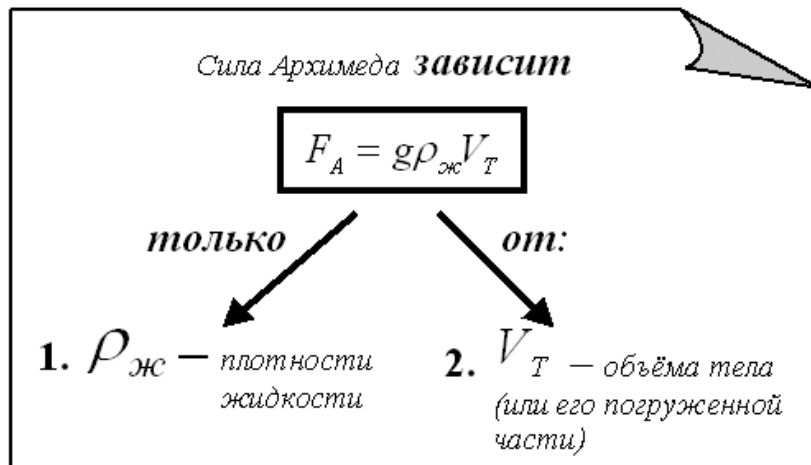 Сила Архимеда зависит
F_A = gρ_ж V_T
только от:
1. ρ_ж – плотности
жидкости
2. V_T – объёма тела
(или его погруженной
части)